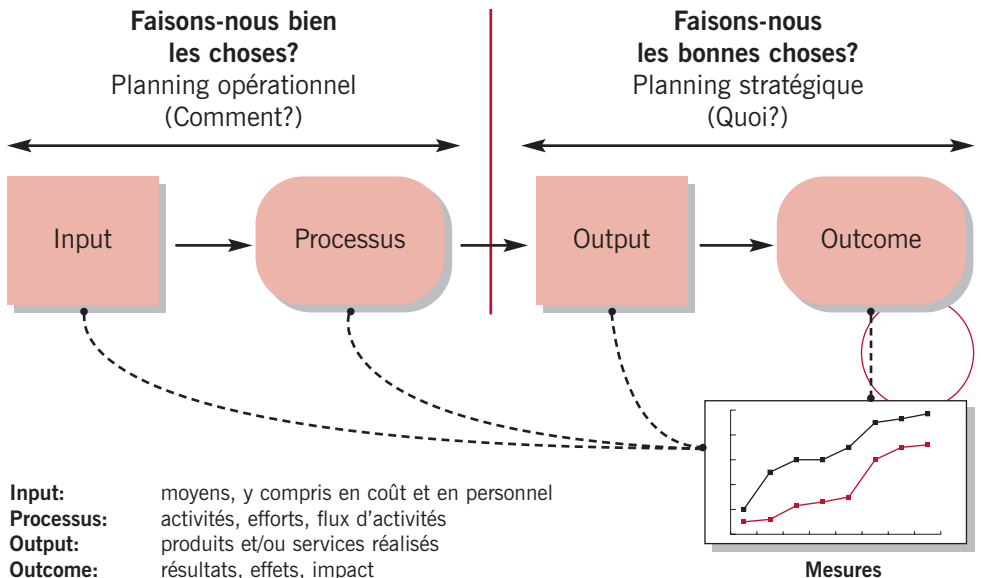 Faisons-nous bien
les choses?
Planning opérationnel
(Comment?)
Faisons-nous
les bonnes choses?
Planning stratégique
(Quoi?)
Input
Processus
Output
Outcome
Input: moyens, y compris en coût et en personnel
Processus: activités, efforts, flux d'activités
Output: produits et/ou services réalisés
Outcome: résultats, effets, impact
Mesures